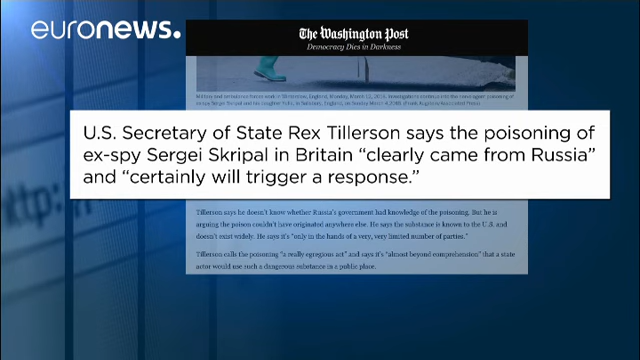 euronews.
The Washington Post
Democracy Dies in Darkness
U.S. Secretary of State Rex Tillerson says the poisoning of
ex-spy Sergei Skripal in Britain “clearly came from Russia”
and “certainly will trigger a response.”
http:
Tillerson says he doesn't know whether Russia's government had knowledge of the poisoning. But he is
arguing the poison couldn't have originated anywhere else. He says the substance is known to the U.S. and
doesn't exist widely. He says it's “only in the hands of a very, very limited number of parties.”
Tillerson calls the poisoning “a really egregious act” and says it's “almost beyond comprehension” that a state
actor would use such a dangerous substance in a public place.